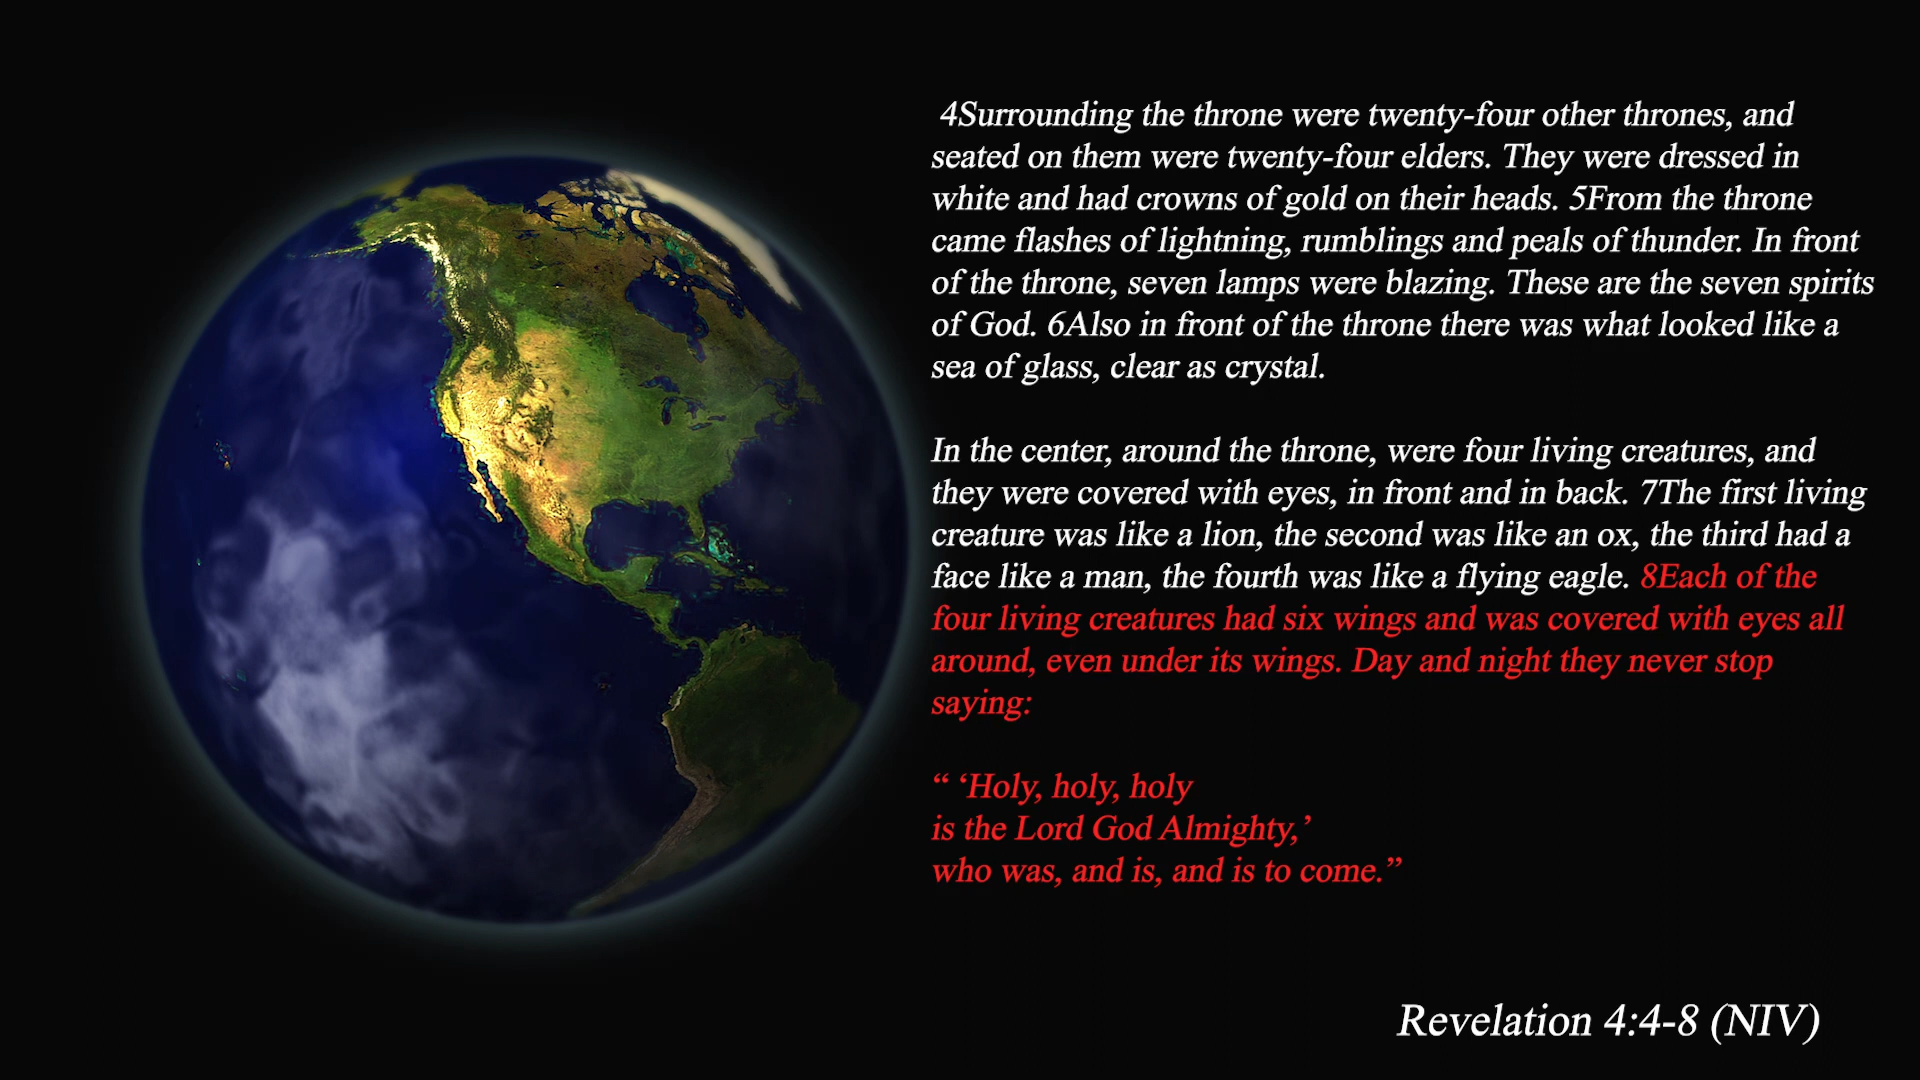 4Surrounding the throne were twenty-four other thrones, and
seated on them were twenty-four elders. They were dressed in
white and had crowns of gold on their heads. 5From the throne
came flashes of lightning, rumblings and peals of thunder. In front
of the throne, seven lamps were blazing. These are the seven spirits
of God. 6Also in front of the throne there was what looked like a
sea of glass, clear as crystal.
In the center, around the throne, were four living creatures, and
they were covered with eyes, in front and in back. 7The first living
creature was like a lion, the second was like an ox, the third had a
face like a man, the fourth was like a flying eagle. 8Each of the
four living creatures had six wings and was covered with eyes all
around, even under its wings. Day and night they never stop
saying:
“ ‘Holy, holy, holy
is the Lord God Almighty,’
who was, and is, and is to come.”
Revelation 4:4-8 (NIV)